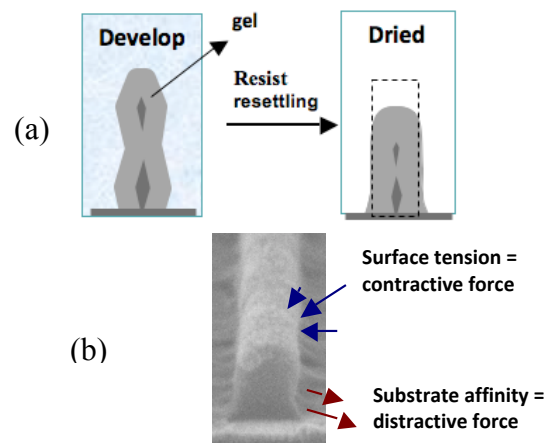 Develop
gel
Resist
resettling
Dried
(a)
Surface tension =
contractive force
(b)
Substrate affinity =
distractive force